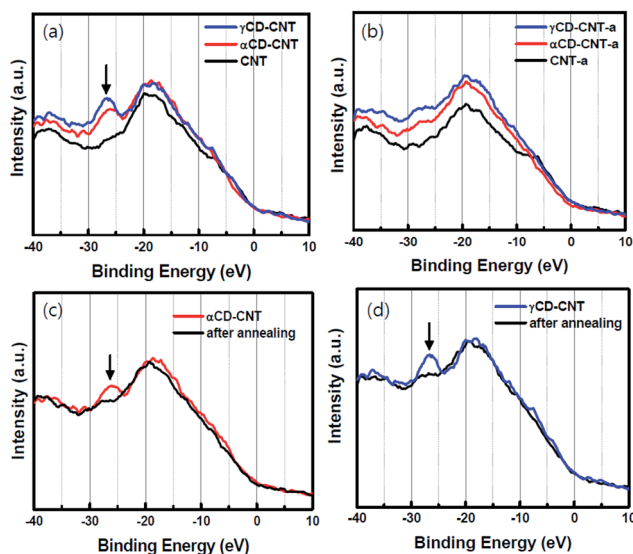 (a)
γCD-CNT
αCD-CNT
CNT
Intensity (a.u.)
-40 -30 -20 -10 0 10
Binding Energy (eV)
(b)
γCD-CNT-a
αCD-CNT-a
CNT-a
Intensity (a.u.)
-40 -30 -20 -10 0 10
Binding Energy (eV)
(c)
αCD-CNT
after annealing
Intensity (a.u.)
-40 -30 -20 -10 0 10
Binding Energy (eV)
(d)
γCD-CNT
after annealing
Intensity (a.u.)
-40 -30 -20 -10 0 10
Binding Energy (eV)